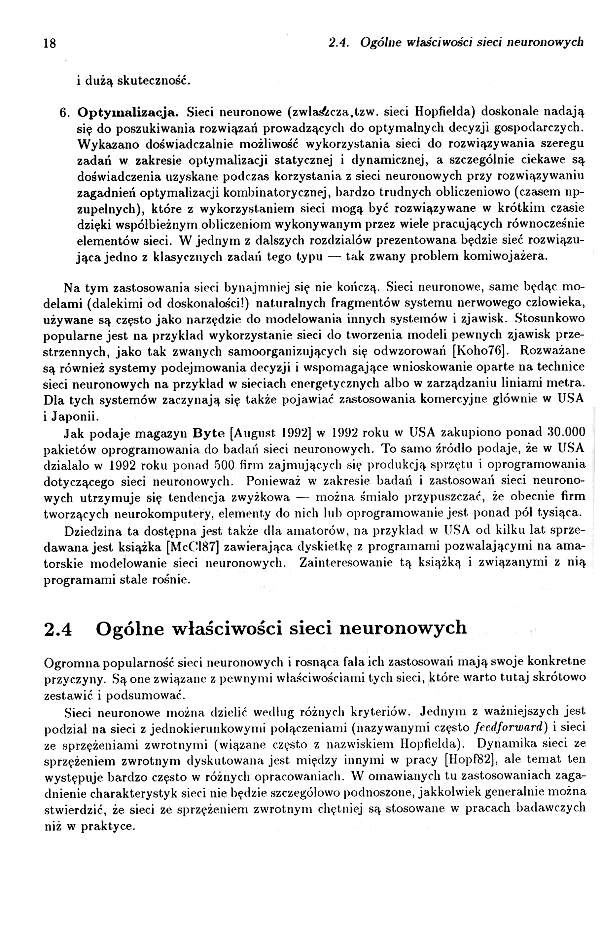 18 2.4. Ogólne właściwości sieci neuronowych
i dużą skuteczność.
6. Optymalizacja. Sieci neuronowe (zwłaszcza,tzw. sieci Hopfielda) doskonale nadają
się do poszukiwania rozwiązań prowadzących do optymalnych decyzji gospodarczych.
Wykazano doświadczalnie możliwość wykorzystania sieci do rozwiązywania szeregu
zadań w zakresie optymalizacji statycznej i dynamicznej, a szczególnie ciekawe są
doświadczenia uzyskane podczas korzystania z sieci neuronowych przy rozwiązywaniu
zagadnień optymalizacji kombinatorycznej, bardzo trudnych obliczeniowo (czasem np-
zupełnych), które z wykorzystaniem sieci mogą być rozwiązywane w krótkim czasie
dzięki współbieżnym obliczeniom wykonywanym przez wiele pracujących równocześnie
elementów sieci. W jednym z dalszych rozdziałów prezentowana będzie sieć rozwiązu-
jąca jedno z klasycznych zadań tego typu — tak zwany problem komiwojażera.
Na tym zastosowania sieci bynajmniej się nie kończą. Sieci neuronowe, same będąc mo-
delami (dalekimi od doskonałości!) naturalnych fragmentów systemu nerwowego człowieka,
używane są często jako narzędzie do modelowania innych systemów i zjawisk. Stosunkowo
popularne jest na przykład wykorzystanie sieci do tworzenia modeli pewnych zjawisk prze-
strzennych, jako tak zwanych samoorganizujących się odwzorowań [Koho76]. Rozważane
są również systemy podejmowania decyzji i wspomagające wnioskowanie oparte na technice
sieci neuronowych na przykład w sieciach energetycznych albo w zarządzaniu liniami metra.
Dla tych systemów zaczynają się także pojawiać zastosowania komercyjne głównie w USA
i Japonii.
Jak podaje magazyn Byte [August 1992] w 1992 roku w USA zakupiono ponad 30.000
pakietów oprogramowania do badań sieci neuronowych. To samo źródło podaje, że w USA
działało w 1992 roku ponad 500 firm zajmujących się produkcją sprzętu i oprogramowania
dotyczącego sieci neuronowych. Ponieważ w zakresie badań i zastosowań sieci neurono-
wych utrzymuje się tendencja zwyżkowa — można śmiało przypuszczać, że obecnie firm
tworzących neurokomputery, elementy do nich lub oprogramowanie jest ponad pół tysiąca.
Dziedzina ta dostępna jest także dla amatorów, na przykład w USA od kilku lat sprze-
dawana jest książka [McCl87] zawierająca dyskietkę z programami pozwalającymi na ama-
torskie modelowanie sieci neuronowych. Zainteresowanie tą książką i związanymi z nią
programami stale rośnie.
2.4 Ogólne właściwości sieci neuronowych
Ogromna popularność sieci neuronowych i rosnąca fala ich zastosowań mają swoje konkretne
przyczyny. Są one związane z pewnymi właściwościami tych sieci, które warto tutaj skrótowo
zestawić i podsumować.
Sieci neuronowe można dzielić według różnych kryteriów. Jednym z ważniejszych jest
podział na sieci z jednokierunkowymi połączeniami (nazywanymi często feedforward) i sieci
ze sprzężeniami zwrotnymi (wiązane często z nazwiskiem Hopfielda). Dynamika sieci ze
sprzężeniem zwrotnym dyskutowana jest między innymi w pracy [Hopf82], ale temat ten
występuje bardzo często w różnych opracowaniach. W omawianych tu zastosowaniach zaga-
dnienie charakterystyk sieci nie będzie szczegółowo podnoszone, jakkolwiek generalnie można
stwierdzić, że sieci ze sprzężeniem zwrotnym chętniej są stosowane w pracach badawczych
niż w praktyce.